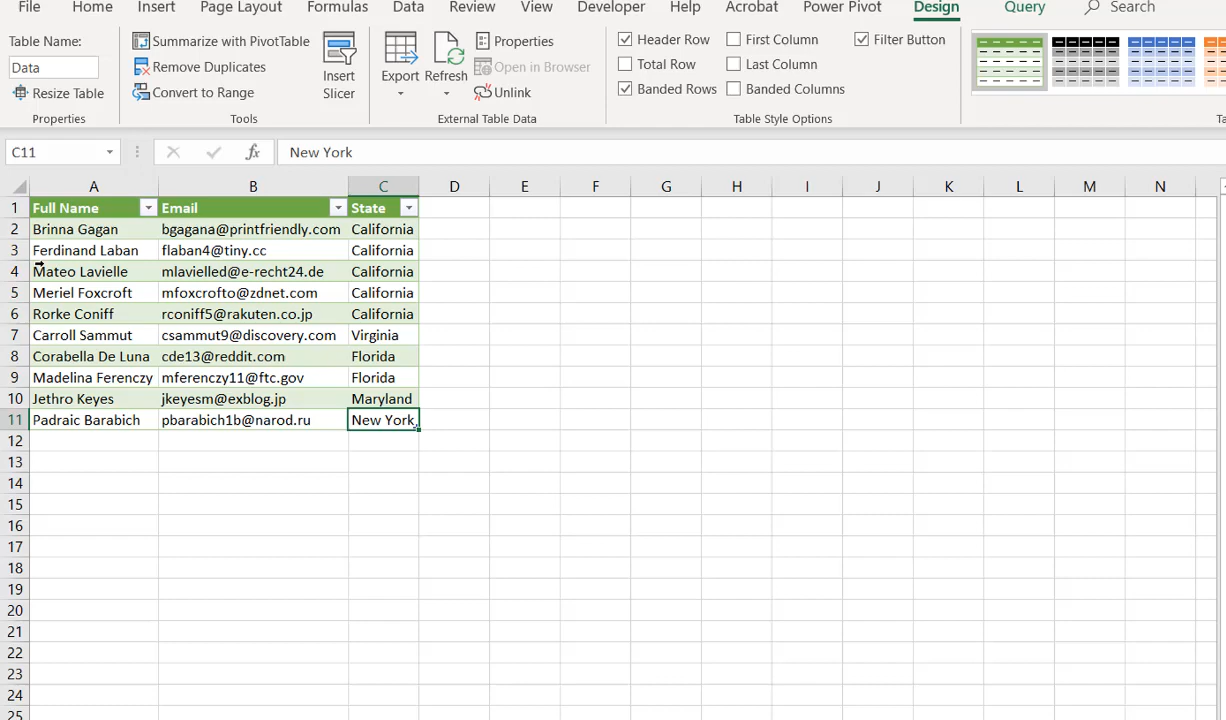 File Home Insert Page Layout Formulas Data Review View Developer Help Acrobat Power Pivot Design Query Search
Table Name:
Data
Resize Table
Properties
Summarize with PivotTable
Remove Duplicates
Convert to Range
Insert
Slicer
Tools
Export
Refresh
Properties
Open in Browser
Unlink
External Table Data
Header Row First Column Filter Button
Total Row Last Column
Banded Rows Banded Columns
Table Style Options
C11 fx New York
A B C D E F G H I J K L M N
1 Full Name Email State
2 Brinna Gagan bgagana@printfriendly.com California
3 Ferdinand Laban flaban4@tiny.cc California
4 Mateo Lavielle mlavielled@e-recht24.de California
5 Meriel Foxcroft mfoxcrofto@zdnet.com California
6 Rorke Coniff rconiff5@rakuten.co.jp California
7 Carroll Sammut csammut9@discovery.com Virginia
8 Corabella De Luna cde13@reddit.com Florida
9 Madelina Ferenczy mferenczy11@ftc.gov Florida
10 Jethro Keyes jkeyesm@exblog.jp Maryland
11 Padraic Barabich pbarabich1b@narod.ru New York
12
13
14
15
16
17
18
19
20
21
22
23
24
25